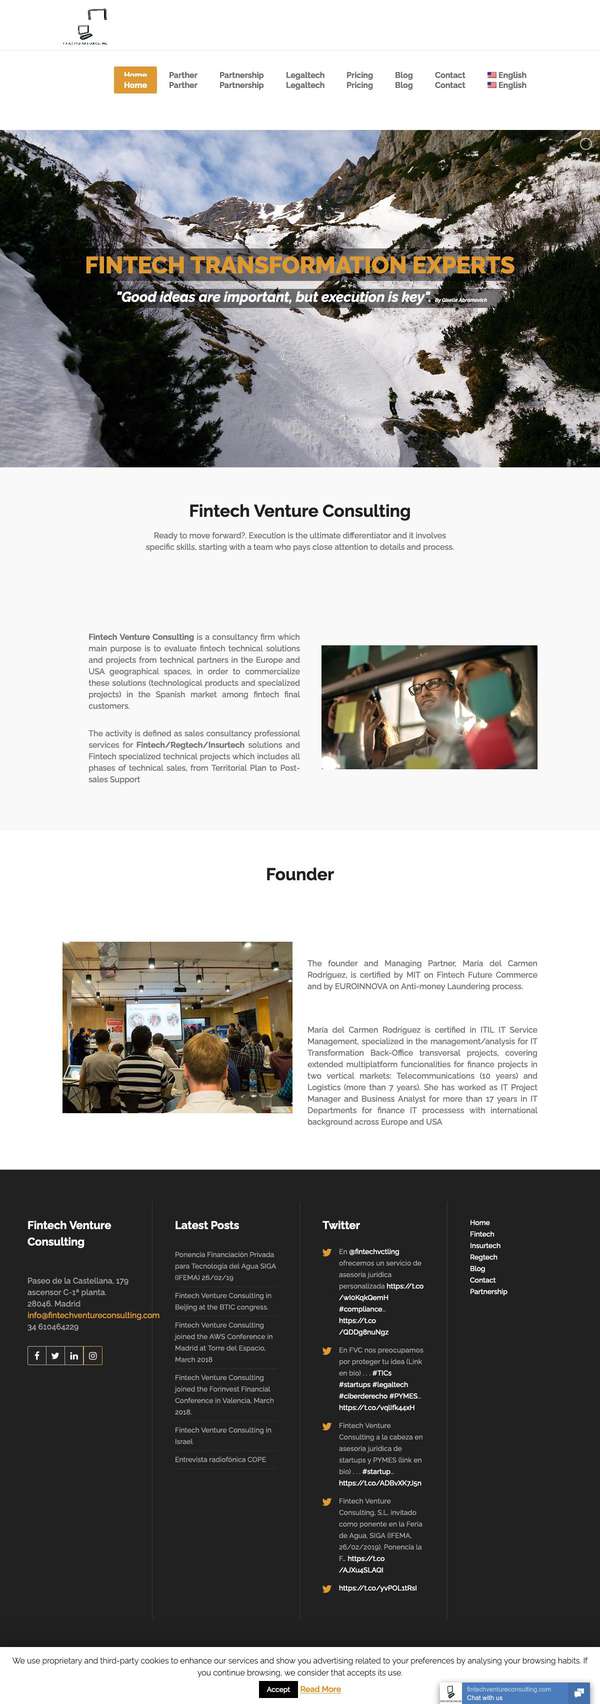 Home Parther Partnership Legaltech Pricing Blog Contact English
Home Parther Partnership Legaltech Pricing Blog Contact English
FINTECH TRANSFORMATION EXPERTS
"Good ideas are important, but execution is key". By Giselle Abramovich
Fintech Venture Consulting
Ready to move forward?. Execution is the ultimate differentiator and it involves
specific skills, starting with a team who pays close attention to details and process.
Fintech Venture Consulting is a consultancy firm which
main purpose is to evaluate fintech technical solutions
and projects from technical partners in the Europe and
USA geographical spaces, in order to commercialize
these solutions (technological products and specialized
projects) in the Spanish market among fintech final
customers.
The activity is defined as sales consultancy professional
services for Fintech/Regtech/Insurtech solutions and
Fintech specialized technical projects which includes all
phases of technical sales, from Territorial Plan to Post-
sales Support
Founder
The founder and Managing Partner, Maria del Carmen
Rodriguez, is certified by MIT on Fintech Future Commerce
and by EUROINNOVA on Anti-money Laundering process.
Maria del Carmen Rodriguez is certified in ITIL IT Service
Management, specialized in the management/analysis for IT
Transformation Back-Office transversal projects, covering
extended multiplatform funcionalities for finance projects in
two vertical markets: Telecommunications (10 years) and
Logistics (more than 7 years). She has worked as IT Project
Manager and Business Analyst for more than 17 years in IT
Departments for finance IT processess with international
background across Europe and USA
Fintech Venture
Consulting
Paseo de la Castellana, 179
ascensor C-1ª planta.
28046. Madrid
info@fintechventureconsulting.com
34 610464229
Latest Posts
Ponencia Financiación Privada
para Tecnología del Agua SIGA
(IFEMA) 26/02/19
Fintech Venture Consulting in
Beijing at the BTIC congress.
Fintech Venture Consulting
joined the AWS Conference in
Madrid at Torre del Espacio,
March 2018
Fintech Venture Consulting
joined the Forinvest Financial
Conference in Valencia, March
2018.
Fintech Venture Consulting in
Israel
Entrevista radiofónica COPE
Twitter
En @fintechvctling
ofrecemos un servicio de
asesoría jurídica
personalizada https://t.co
/wIoKqkQemH
#compliance…
https://t.co
/QDDg8nuNgz
En FVC nos preocupamos
por proteger tu idea (Link
en bio) . . . #TICs
#startups #legaltech
#ciberderecho #PYMES…
https://t.co/vqlIfk44xH
Fintech Venture
Consulting a la cabeza en
asesoría jurídica de
startups y PYMES (link en
bio) . . . #startup…
https://t.co/ADBvXK7J5n
Fintech Venture
Consulting, S.L. invitado
como ponente en la Feria
de Agua, SIGA (IFEMA,
26/02/2019). Ponencia la
F… https://t.co
/AJXu4SLAQI
https://t.co/yvPOL1tRsI
Home
Fintech
Insurtech
Regtech
Blog
Contact
Partnership
We use proprietary and third-party cookies to enhance our services and show you advertising related to your preferences by analysing your browsing habits. If
you continue browsing, we consider that accepts its use.
Accept Read More
fintechventureconsulting.com
Chat with us